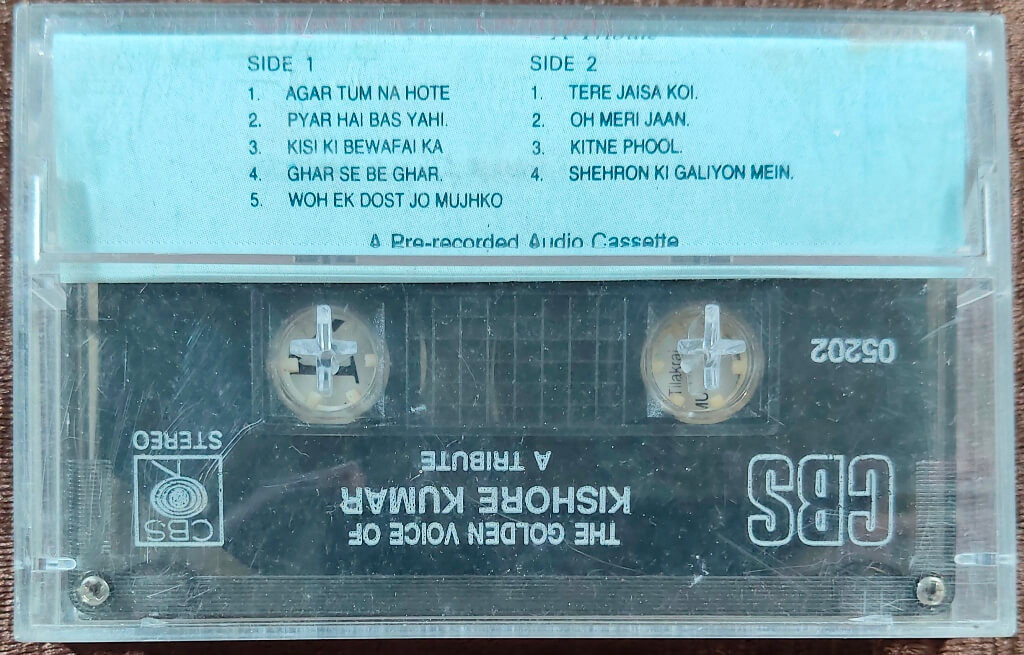 A Tribute
SIDE 1
1. AGAR TUM NA HOTE
2. PYAR HAI BAS YAHI.
3. KISI KI BEWAFAI KA
4. GHAR SE BE GHAR.
5. WOH EK DOST JO MUJHKO
SIDE 2
1. TERE JAISA KOI.
2. OH MERI JAAN.
3. KITNE PHOOL.
4. SHEHRON KI GALIYON MEIN.
A Pre-recorded Audio Cassette
CBS
THE GOLDEN VOICE OF
KISHORE KUMAR
A TRIBUTE
CBS
STEREO
05202
Tilakraj